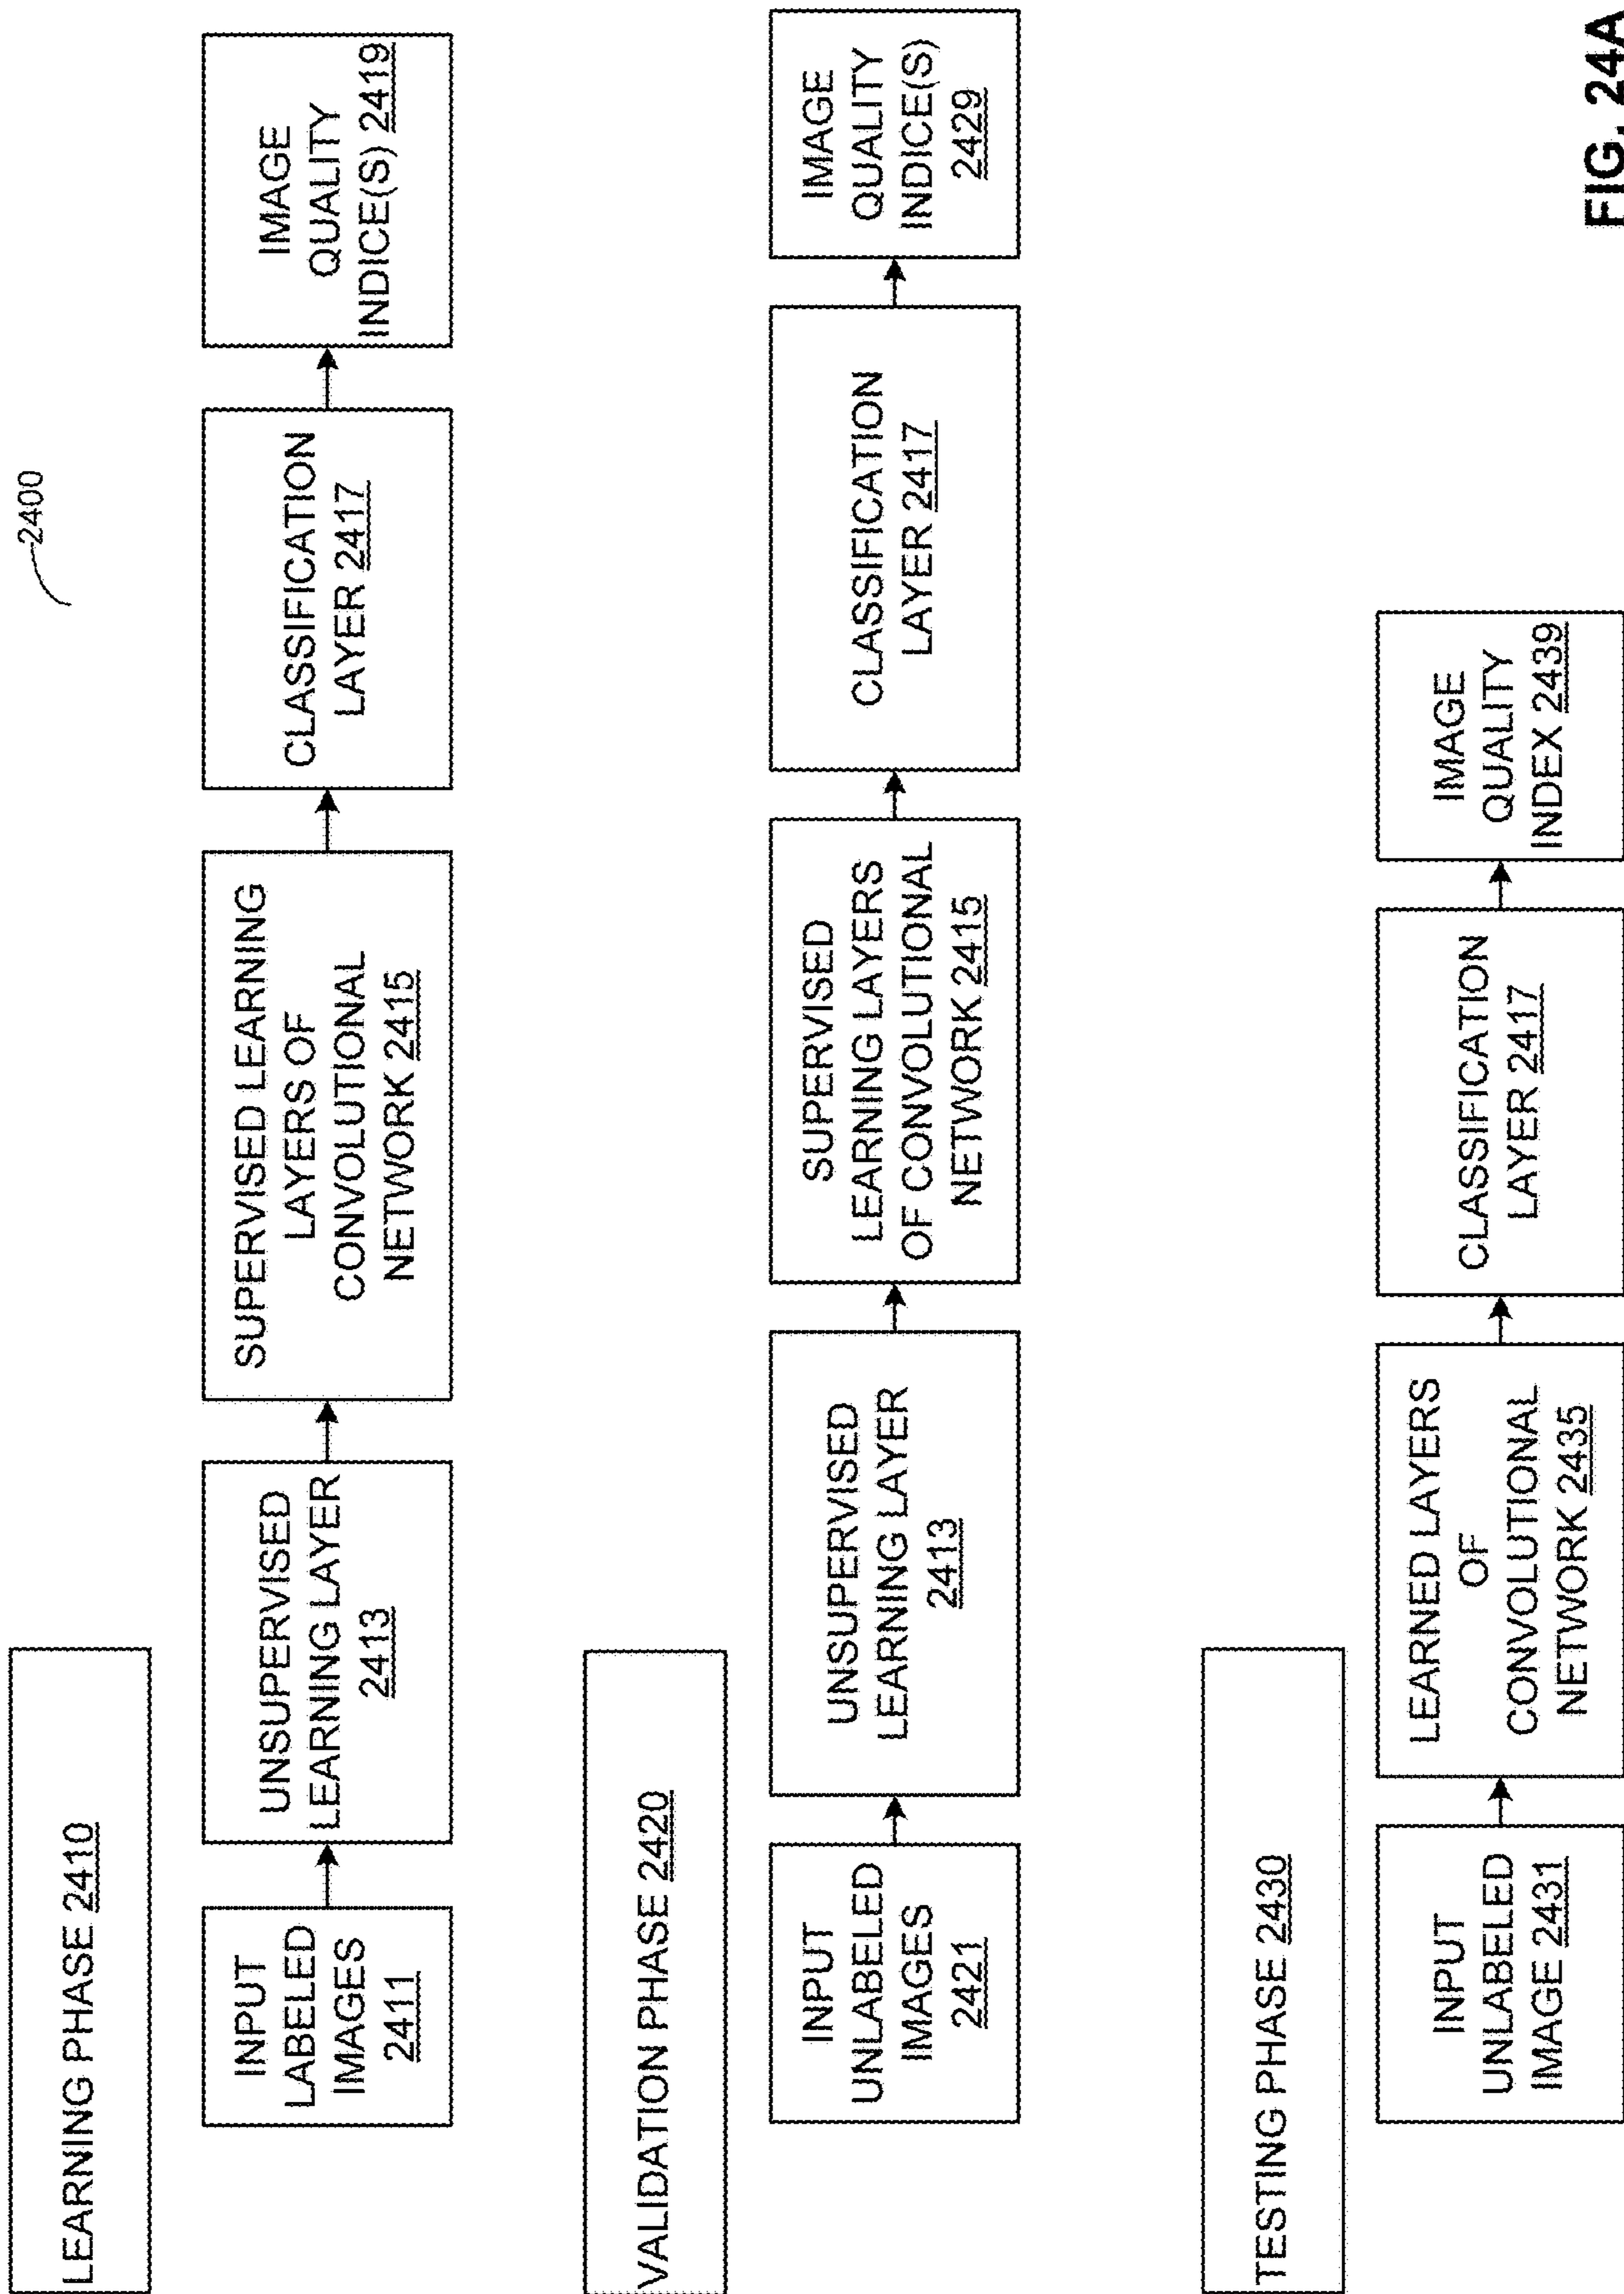 2400
LEARNING PHASE 2410
INPUT
LABELED
IMAGES
2411
UNSUPERVISED
LEARNING LAYER
2413
SUPERVISED LEARNING
LAYERS OF
CONVOLUTIONAL
NETWORK 2415
CLASSIFICATION
LAYER 2417
IMAGE
QUALITY
INDICE(S) 2419
VALIDATION PHASE 2420
INPUT
UNLABELED
IMAGES
2421
UNSUPERVISED
LEARNING LAYER
2413
SUPERVISED
LEARNING LAYERS
OF CONVOLUTIONAL
NETWORK 2415
CLASSIFICATION
LAYER 2417
IMAGE
QUALITY
INDICE(S)
2429
TESTING PHASE 2430
INPUT
UNLABELED
IMAGE 2431
LEARNED LAYERS
OF
CONVOLUTIONAL
NETWORK 2435
CLASSIFICATION
LAYER 2417
IMAGE
QUALITY
INDEX 2439
FIG. 24A